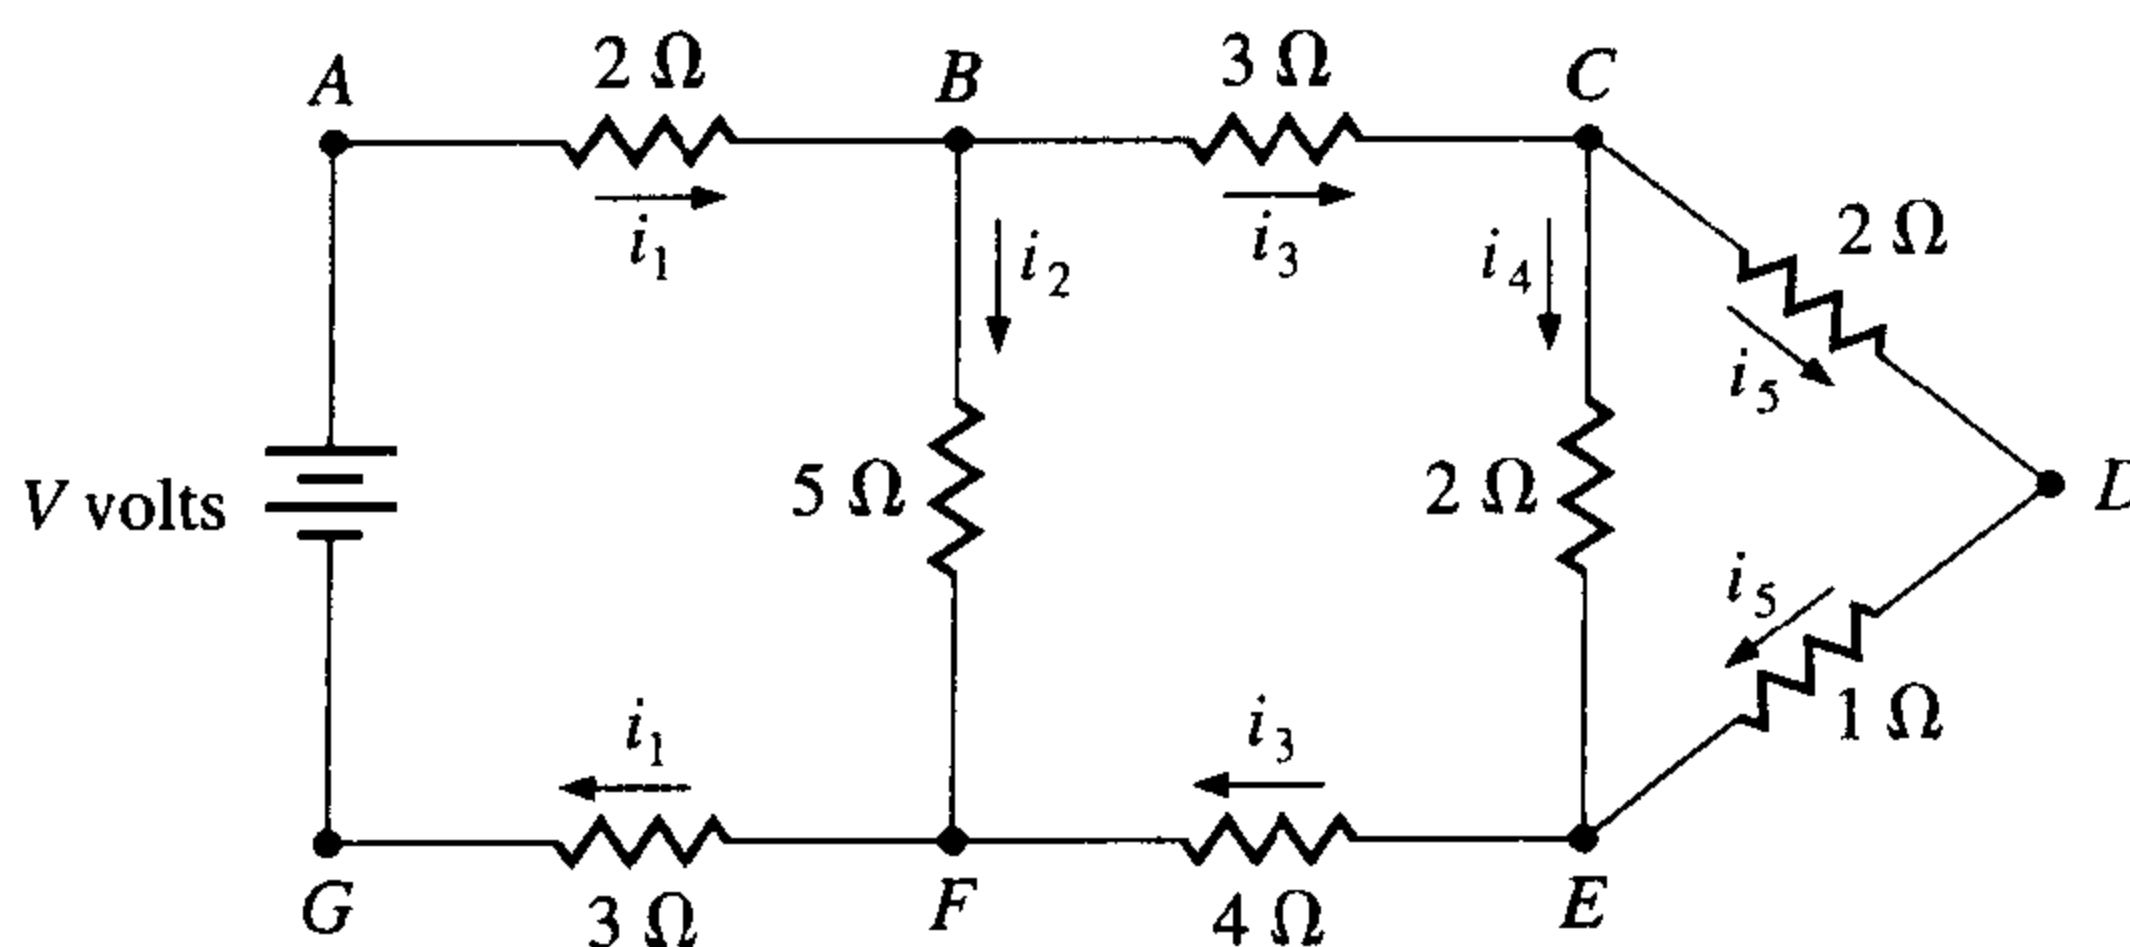 A 2 Ω B 3 Ω C
i₁ i₂ i₃ i₄ 2 Ω
i₅
V volts 5 Ω 2 Ω D
i₅
i₁ i₃ 1 Ω
G 3 Ω F 4 Ω E